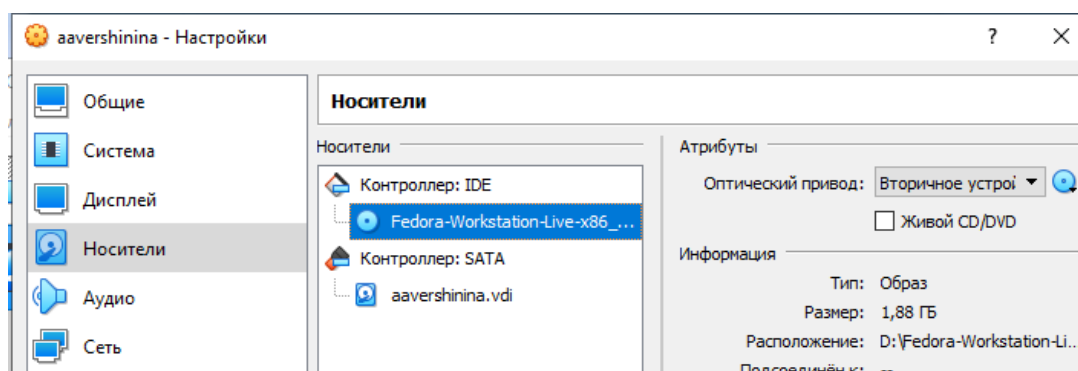 aavershinina - Настройки
?
Общие
Система
Дисплей
Носители
Аудио
Сеть
Носители
Носители
Контроллер: IDE
Fedora-Workstation-Live-x86_...
Контроллер: SATA
aavershinina.vdi
Атрибуты
Оптический привод: Вторичное устрої
Живой CD/DVD
Информация
Тип: Образ
Размер: 1,88 ГБ
Расположение: D:\Fedora-Workstation-Li...
Подсоединён к: --